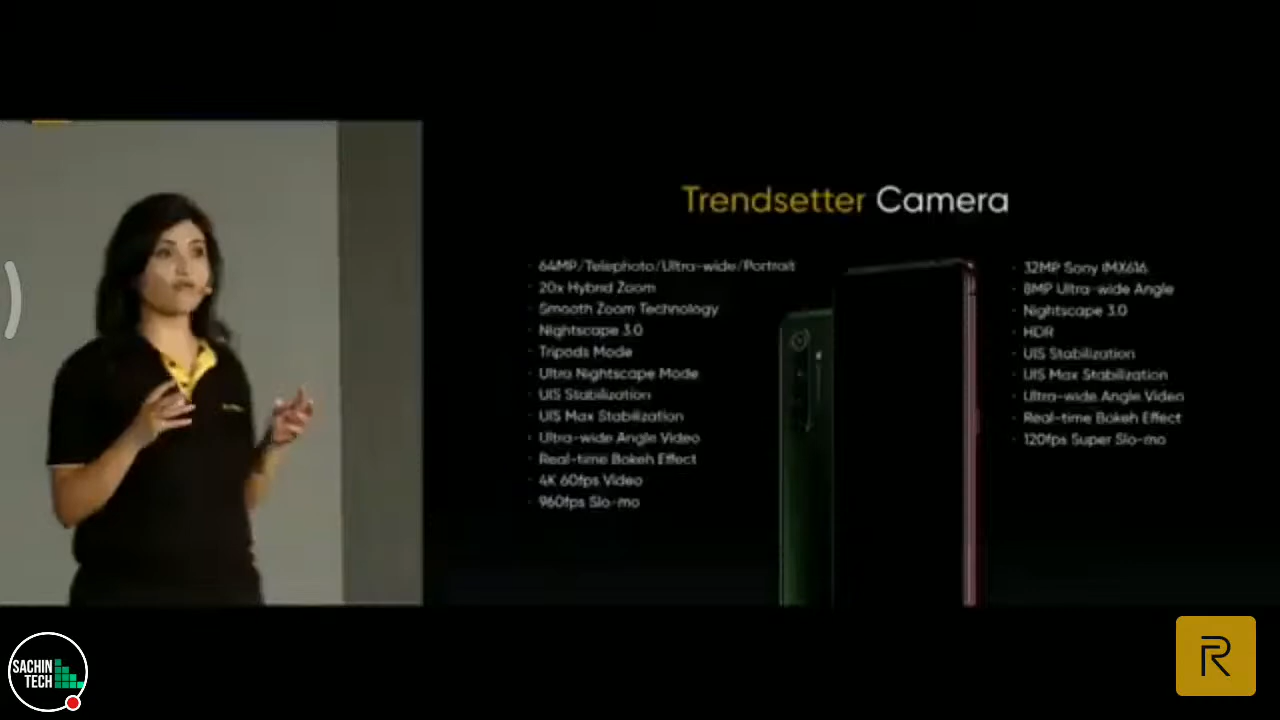 Trendsetter Camera
· 64MP/Telephoto/Ultra-wide/Portrait
· 20x Hybrid Zoom
· Smooth Zoom Technology
· Nightscape 3.0
· Tripods Mode
· Ultra Nightscape Mode
· UIS Stabilization
· UIS Max Stabilization
· Ultra-wide Angle Video
· Real-time Bokeh Effect
· 4K 60fps Video
· 960fps Slo-mo
· 32MP Sony IMX616
· 8MP Ultra-wide Angle
· Nightscape 3.0
· HDR
· UIS Stabilization
· UIS Max Stabilization
· Ultra-wide Angle Video
· Real-time Bokeh Effect
· 120fps Super Slo-mo
SACHIN
TECH
R